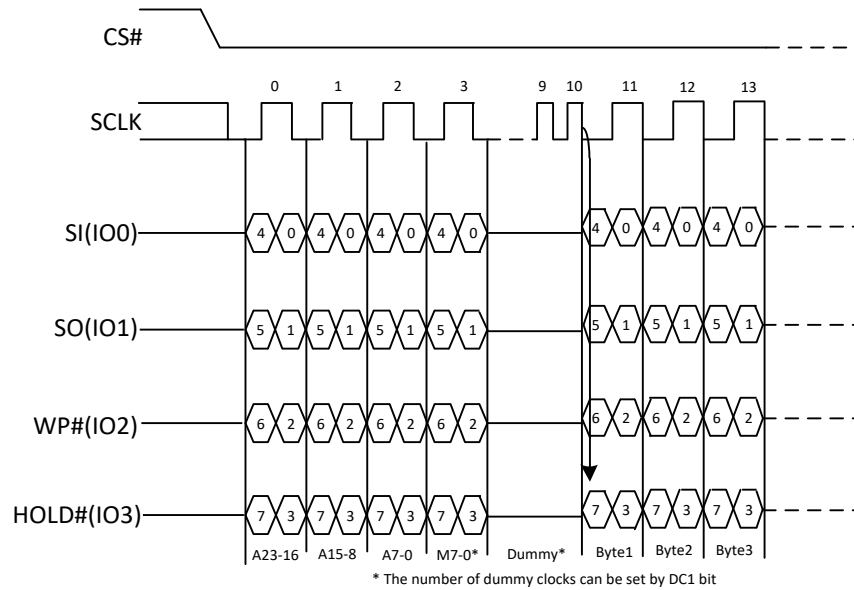 CS#
0 1 2 3 9 10 11 12 13
SCLK
SI(IO0) 4 0 4 0 4 0 4 0 4 0 4 0 4 0
SO(IO1) 5 1 5 1 5 1 5 1 5 1 5 1 5 1
WP#(IO2) 6 2 6 2 6 2 6 2 6 2 6 2 6 2
HOLD#(IO3) 7 3 7 3 7 3 7 3 7 3 7 3 7 3
A23-16 A15-8 A7-0 M7-0* Dummy* Byte1 Byte2 Byte3
* The number of dummy clocks can be set by DC1 bit